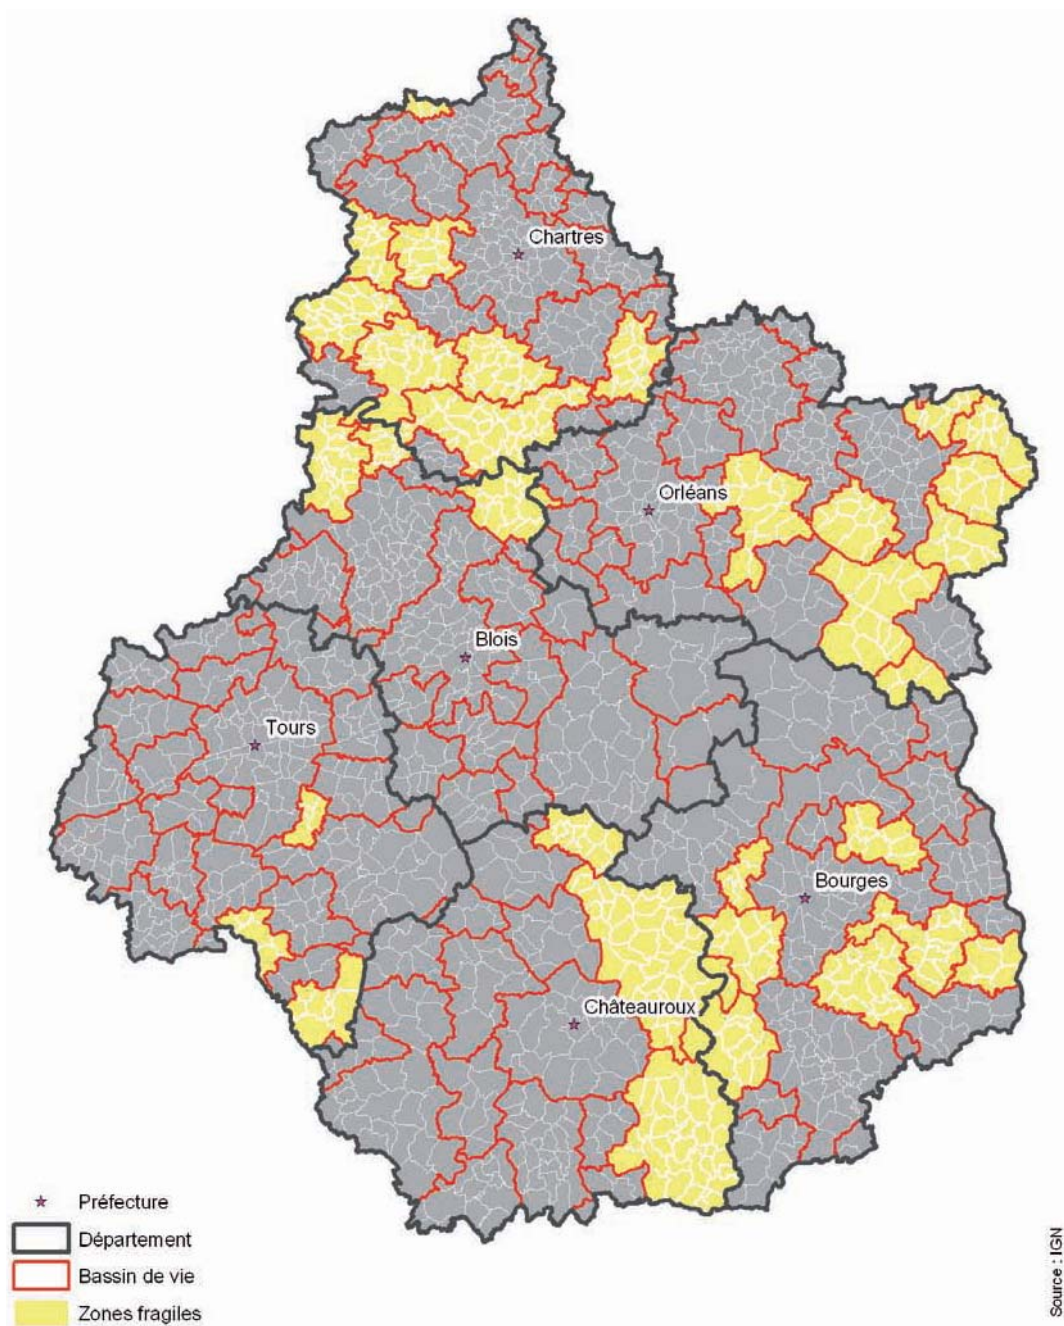 Chartres
Orléans
Blois
Tours
Bourges
Châteauroux
Préfecture
Département
Bassin de vie
Zones fragiles
Source : IGN